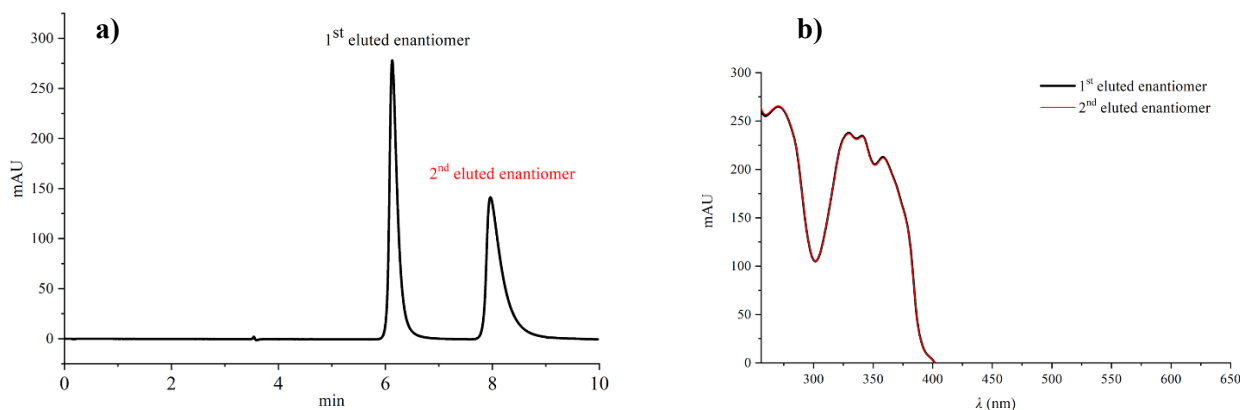 a)
1st eluted enantiomer
2nd eluted enantiomer
mAU
300
250
200
150
100
50
0
0 2 4 6 8 10
min
b)
1st eluted enantiomer
2nd eluted enantiomer
mAU
300
250
200
150
100
50
0
300 350 400 450 500 550 600 650
λ (nm)